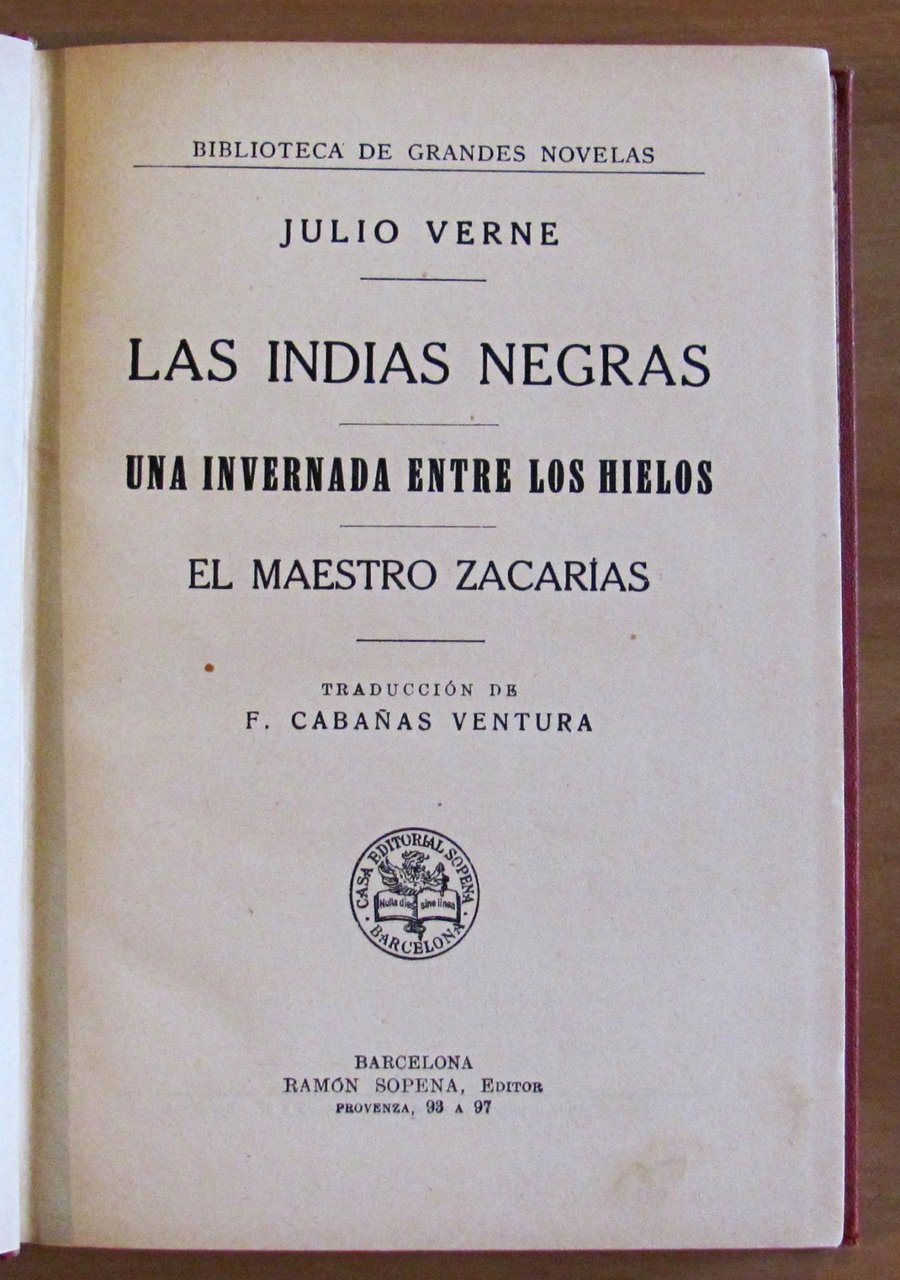 BIBLIOTECA DE GRANDES NOVELAS
JULIO VERNE
LAS INDIAS NEGRAS
UNA INVERNADA ENTRE LOS HIELOS
EL MAESTRO ZACARÍAS
TRADUCCIÓN DE
F. CABAÑAS VENTURA
CASA EDITORIAL SOPENA
Nulla dies sine linea
BARCELONA
BARCELONA
RAMÓN SOPENA, EDITOR
PROVENZA, 93 A 97